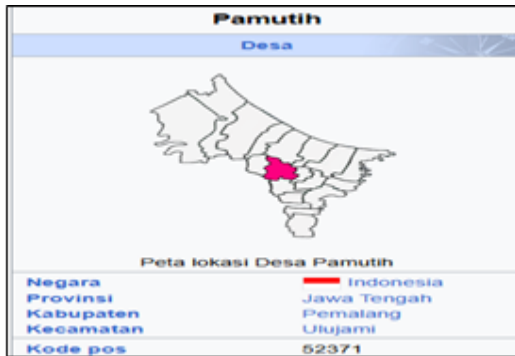 Pamutih
Desa
Peta lokasi Desa Pamutih
Negara Indonesia
Provinsi Jawa Tengah
Kabupaten Pemalang
Kecamatan Ulujami
Kode pos 52371